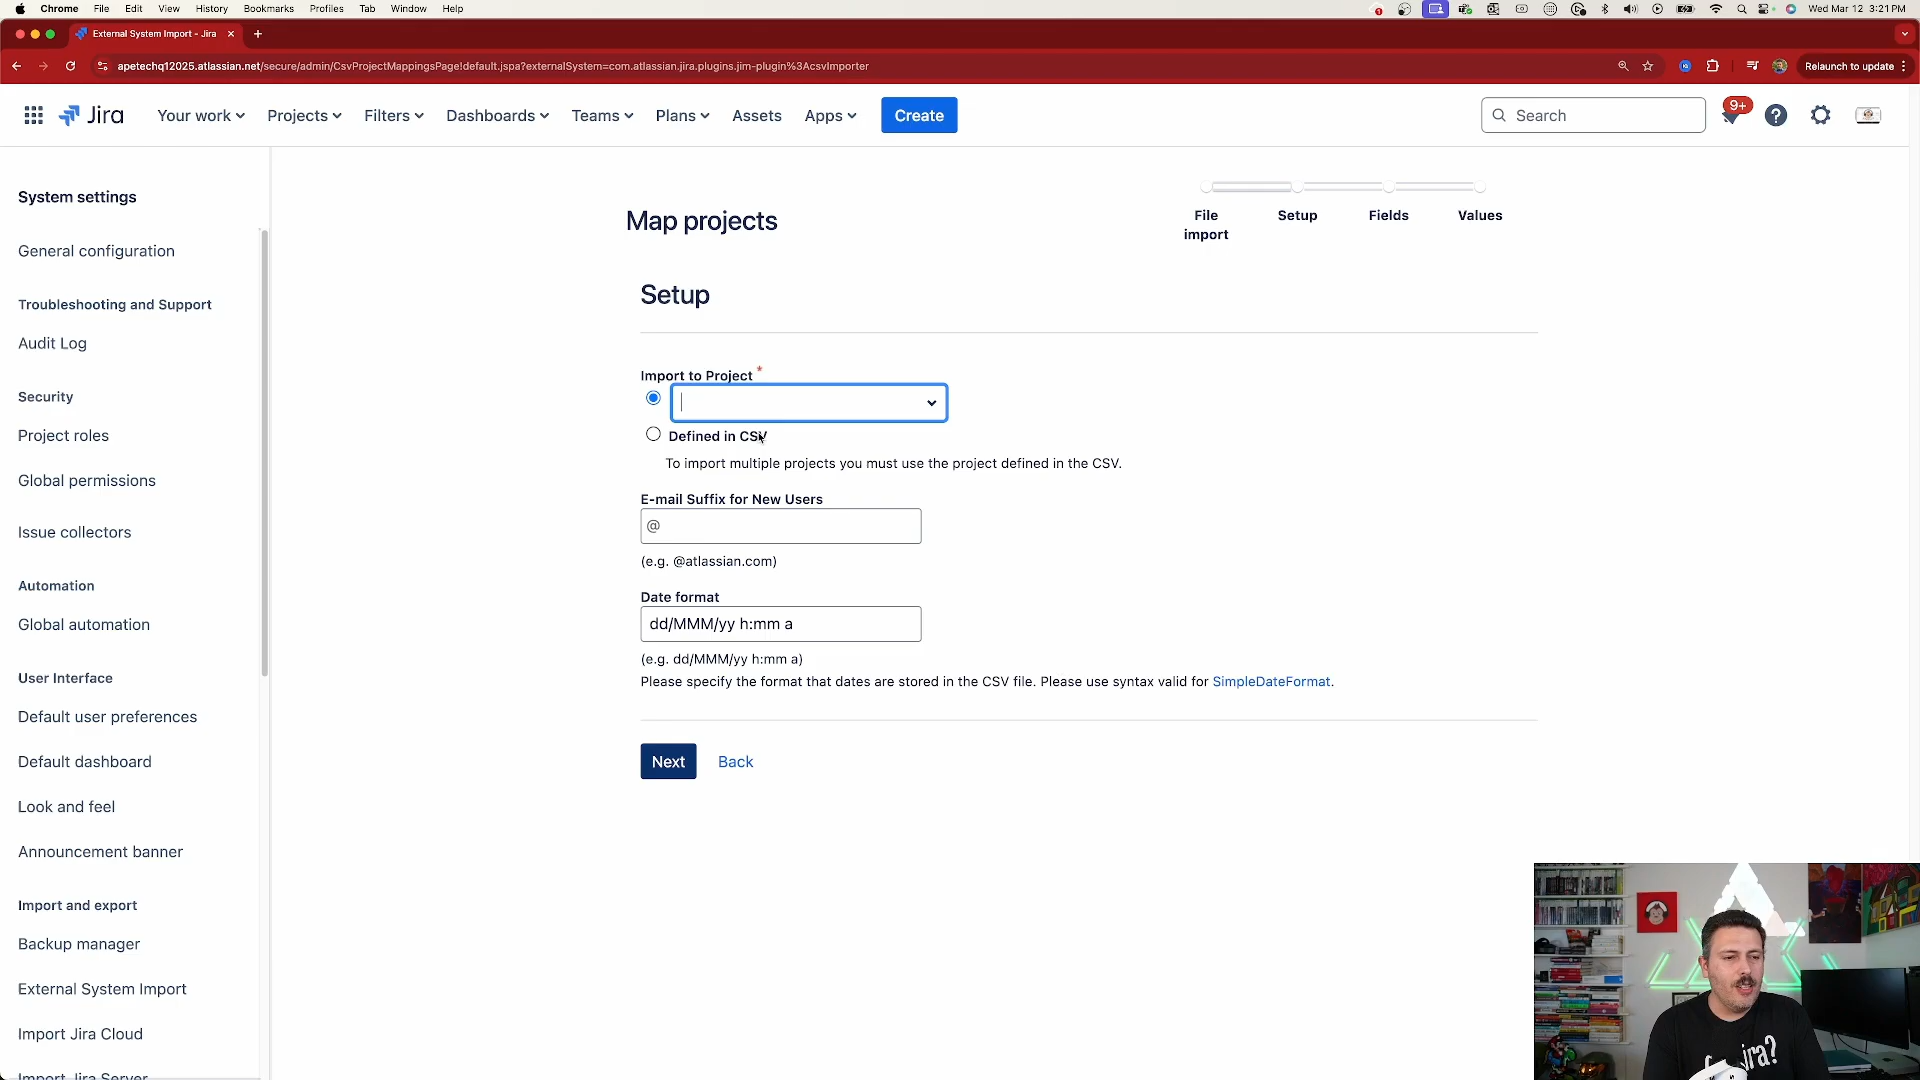 Chrome File Edit View History Bookmarks Profiles Tab Window Help
Wed Mar 12 3:21 PM
External System Import - Jira
apetechq12025.atlassian.net/secure/admin/CsvProjectMappingsPage!default.jspa?externalSystem=com.atlassian.jira.plugins.jim-plugin%3AcsvImporter
Relaunch to update
Jira Your work Projects Filters Dashboards Teams Plans Assets Apps Create
Search
9+
System settings
General configuration
Troubleshooting and Support
Audit Log
Security
Project roles
Global permissions
Issue collectors
Automation
Global automation
User Interface
Default user preferences
Default dashboard
Look and feel
Announcement banner
Import and export
Backup manager
External System Import
Import Jira Cloud
Import Jira Server
Map projects
File import
Setup
Fields
Values
Setup
Import to Project *
Defined in CSV
To import multiple projects you must use the project defined in the CSV.
E-mail Suffix for New Users
@
(e.g. @atlassian.com)
Date format
dd/MMM/yy h:mm a
(e.g. dd/MMM/yy h:mm a)
Please specify the format that dates are stored in the CSV file. Please use syntax valid for SimpleDateFormat.
Next Back